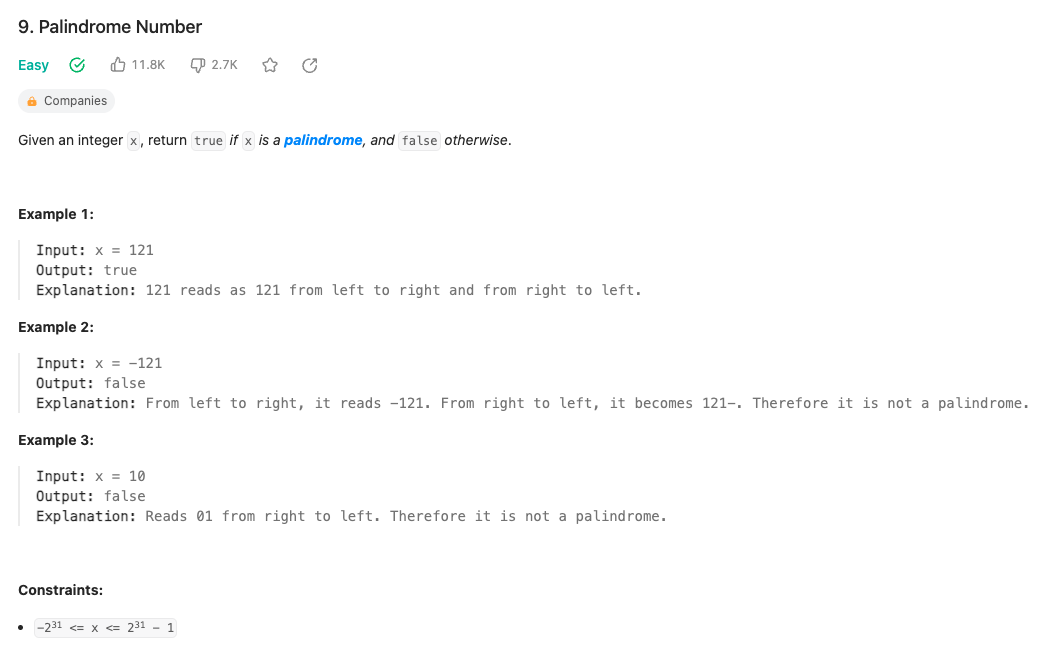 9. Palindrome Number
Easy 11.8K 2.7K
Companies
Given an integer x, return true if x is a palindrome, and false otherwise.
Example 1:
Input: x = 121
Output: true
Explanation: 121 reads as 121 from left to right and from right to left.
Example 2:
Input: x = -121
Output: false
Explanation: From left to right, it reads -121. From right to left, it becomes 121-. Therefore it is not a palindrome.
Example 3:
Input: x = 10
Output: false
Explanation: Reads 01 from right to left. Therefore it is not a palindrome.
Constraints:
• -2³¹ <= x <= 2³¹ - 1